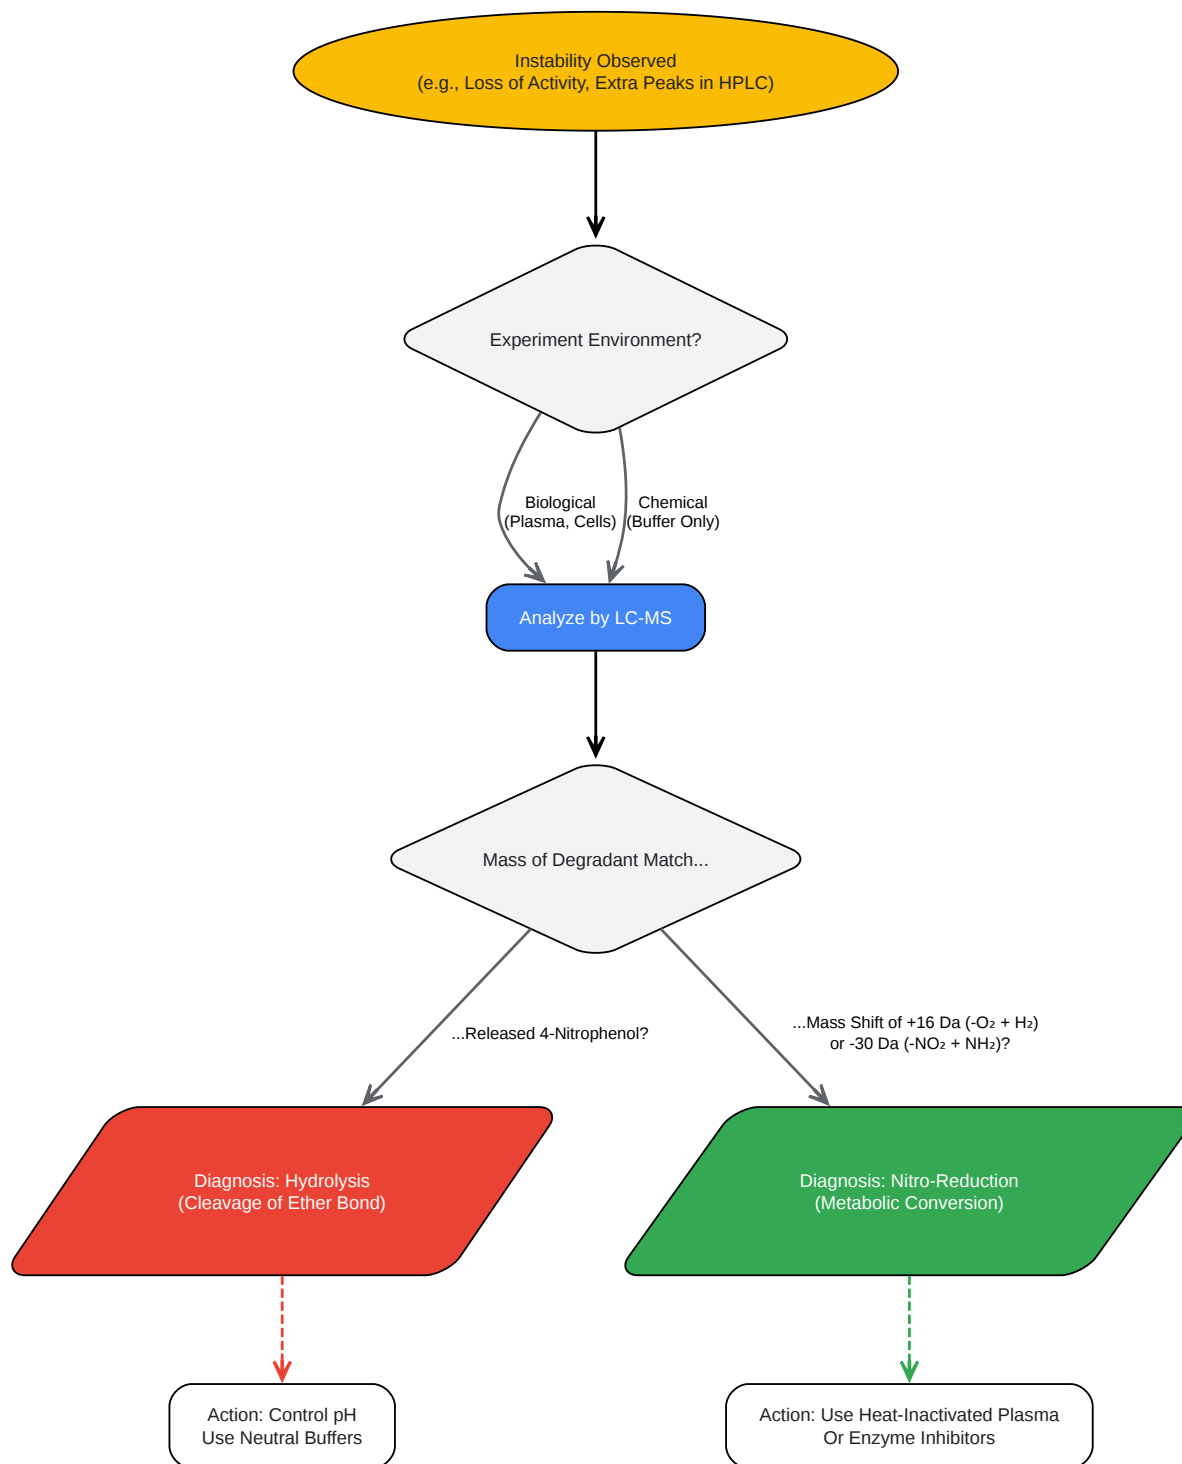 Instability Observed
(e.g., Loss of Activity, Extra Peaks in HPLC)
Experiment Environment?
Biological
(Plasma, Cells)
Chemical
(Buffer Only)
Analyze by LC-MS
Mass of Degradant Match...
...Released 4-Nitrophenol?
...Mass Shift of +16 Da (-O₂ + H₂)
or -30 Da (-NO₂ + NH₂)?
Diagnosis: Hydrolysis
(Cleavage of Ether Bond)
Diagnosis: Nitro-Reduction
(Metabolic Conversion)
Action: Control pH
Use Neutral Buffers
Action: Use Heat-Inactivated Plasma
Or Enzyme Inhibitors